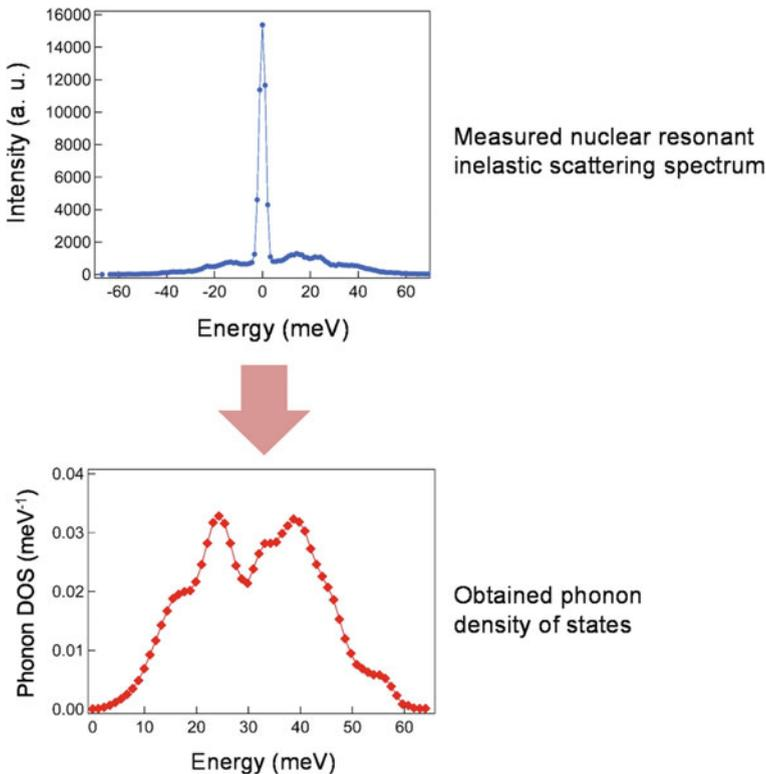 16000
14000
12000
10000
8000
6000
4000
2000
0
Intensity (a. u.)
-60 -40 -20 0 20 40 60
Energy (meV)
Measured nuclear resonant
inelastic scattering spectrum
0.04
0.03
0.02
0.01
0.00
Phonon DOS (meV⁻¹)
0 10 20 30 40 50 60
Energy (meV)
Obtained phonon
density of states